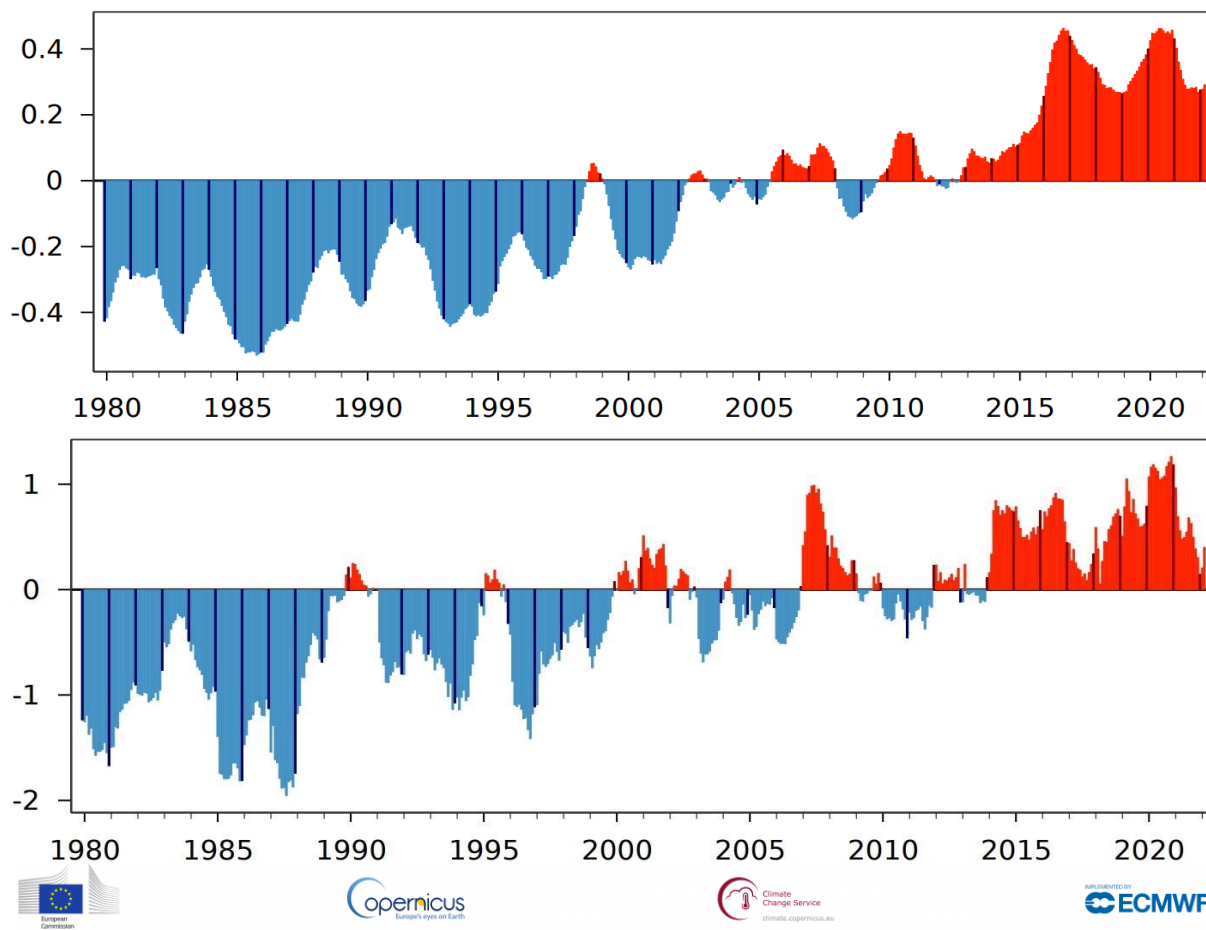 0.4
0.2
0
-0.2
-0.4
1980 1985 1990 1995 2000 2005 2010 2015 2020
1
0
-1
-2
1980 1985 1990 1995 2000 2005 2010 2015 2020
European
Commission
opernicus
Europe's eyes on Earth
Climate
Change Service
climate.copernicus.eu
IMPLEMENTED BY
ECMWF